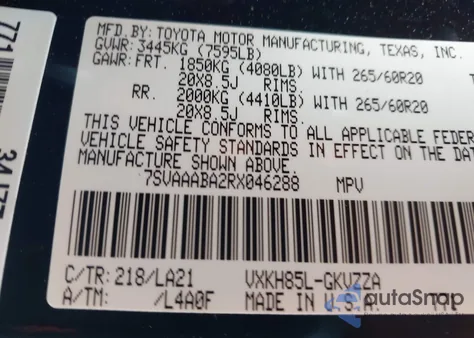 MFD.BY: TOYOTA MOTOR MANUFACTURING, TEXAS, INC.
GVWR: 3445KG (7595LB)
GAWR: FRT. 1850KG (4080LB) WITH 265/60R20
20X8.5J RIMS.
RR. 2000KG (4410LB) WITH 265/60R20
20X8.5J RIMS.
THIS VEHICLE CONFORMS TO ALL APPLICABLE FEDER
VEHICLE SAFETY STANDARDS IN EFFECT ON THE DAT
MANUFACTURE SHOWN ABOVE.
7SVAAABA2RX046288 MPV
C/TR: 218/LA21 VXKH85L-GKVZZA
A/TM: /L4A0F MADE IN U.S.A.
autoSnap
771